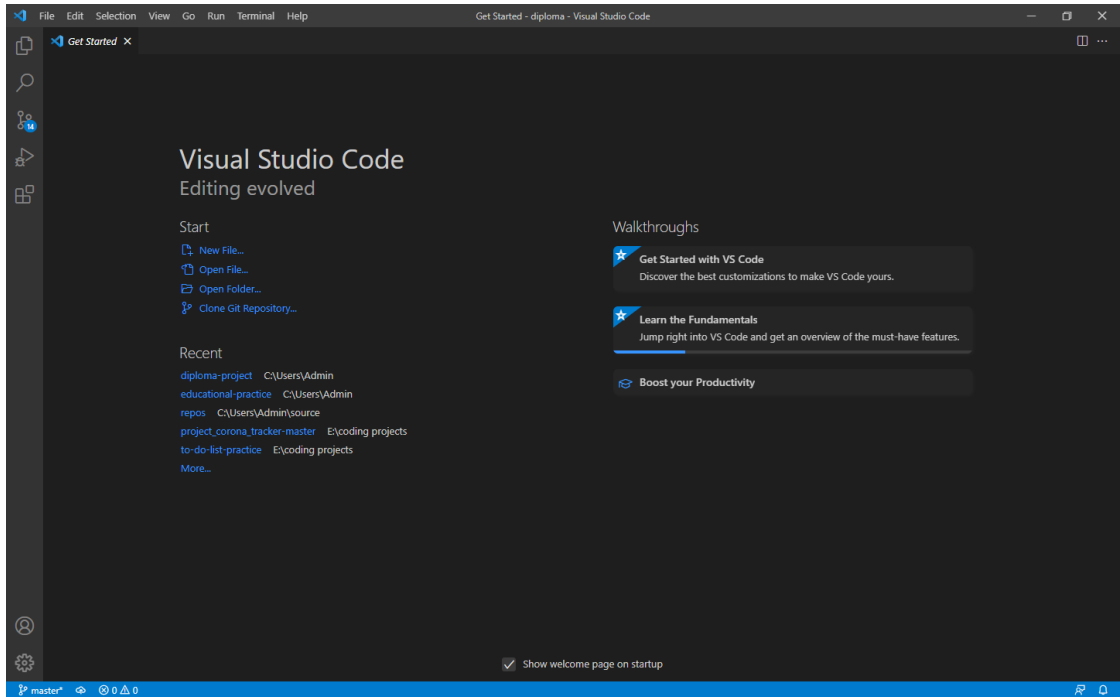 File Edit Selection View Go Run Terminal Help
Get Started - diploma - Visual Studio Code
Get Started
14
Visual Studio Code
Editing evolved
Start
New File...
Open File...
Open Folder...
Clone Git Repository...
Recent
diploma-project C:\Users\Admin
educational-practice C:\Users\Admin
repos C:\Users\Admin\source
project_corona_tracker-master E:\coding projects
to-do-list-practice E:\coding projects
More...
Walkthroughs
Get Started with VS Code
Discover the best customizations to make VS Code yours.
Learn the Fundamentals
Jump right into VS Code and get an overview of the must-have features.
Boost your Productivity
Show welcome page on startup
master* 0 0